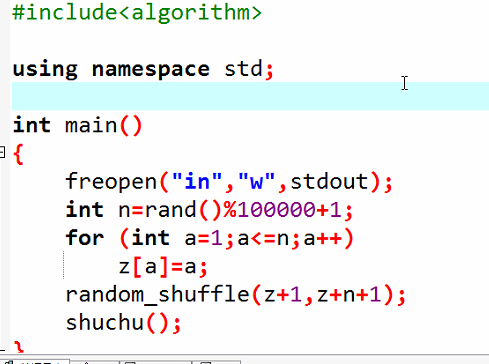 #include<algorithm>
using namespace std;
int main()
{
freopen("in","w",stdout);
int n=rand()%100000+1;
for (int a=1;a<=n;a++)
z[a]=a;
random_shuffle(z+1,z+n+1);
shuchu();
}